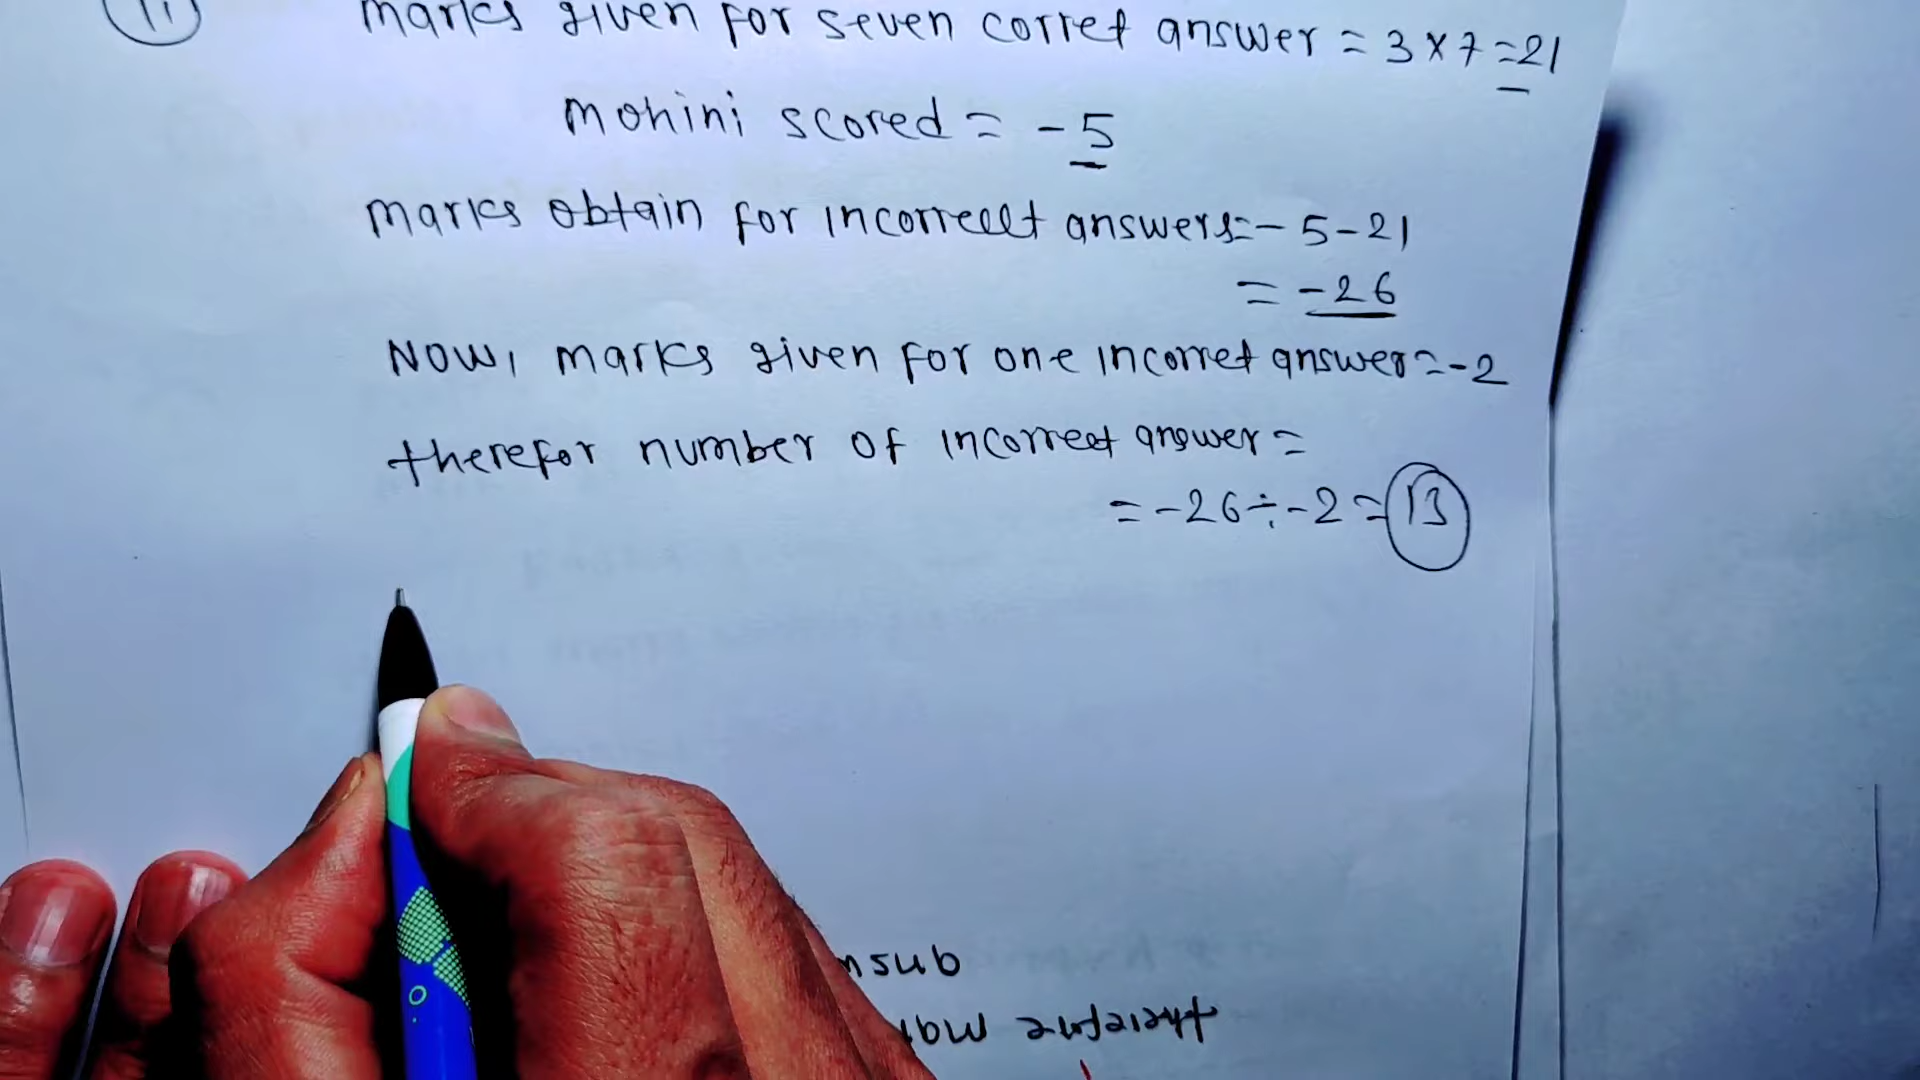 11
marks given for seven corret answer = 3 x 7 = 21
mohini scored = - 5
marks obtain for incorrect answers = - 5 - 21
= - 26
Now, marks given for one incorret answer = - 2
therefor number of incorrect answer =
= - 26 ÷ - 2 = 13